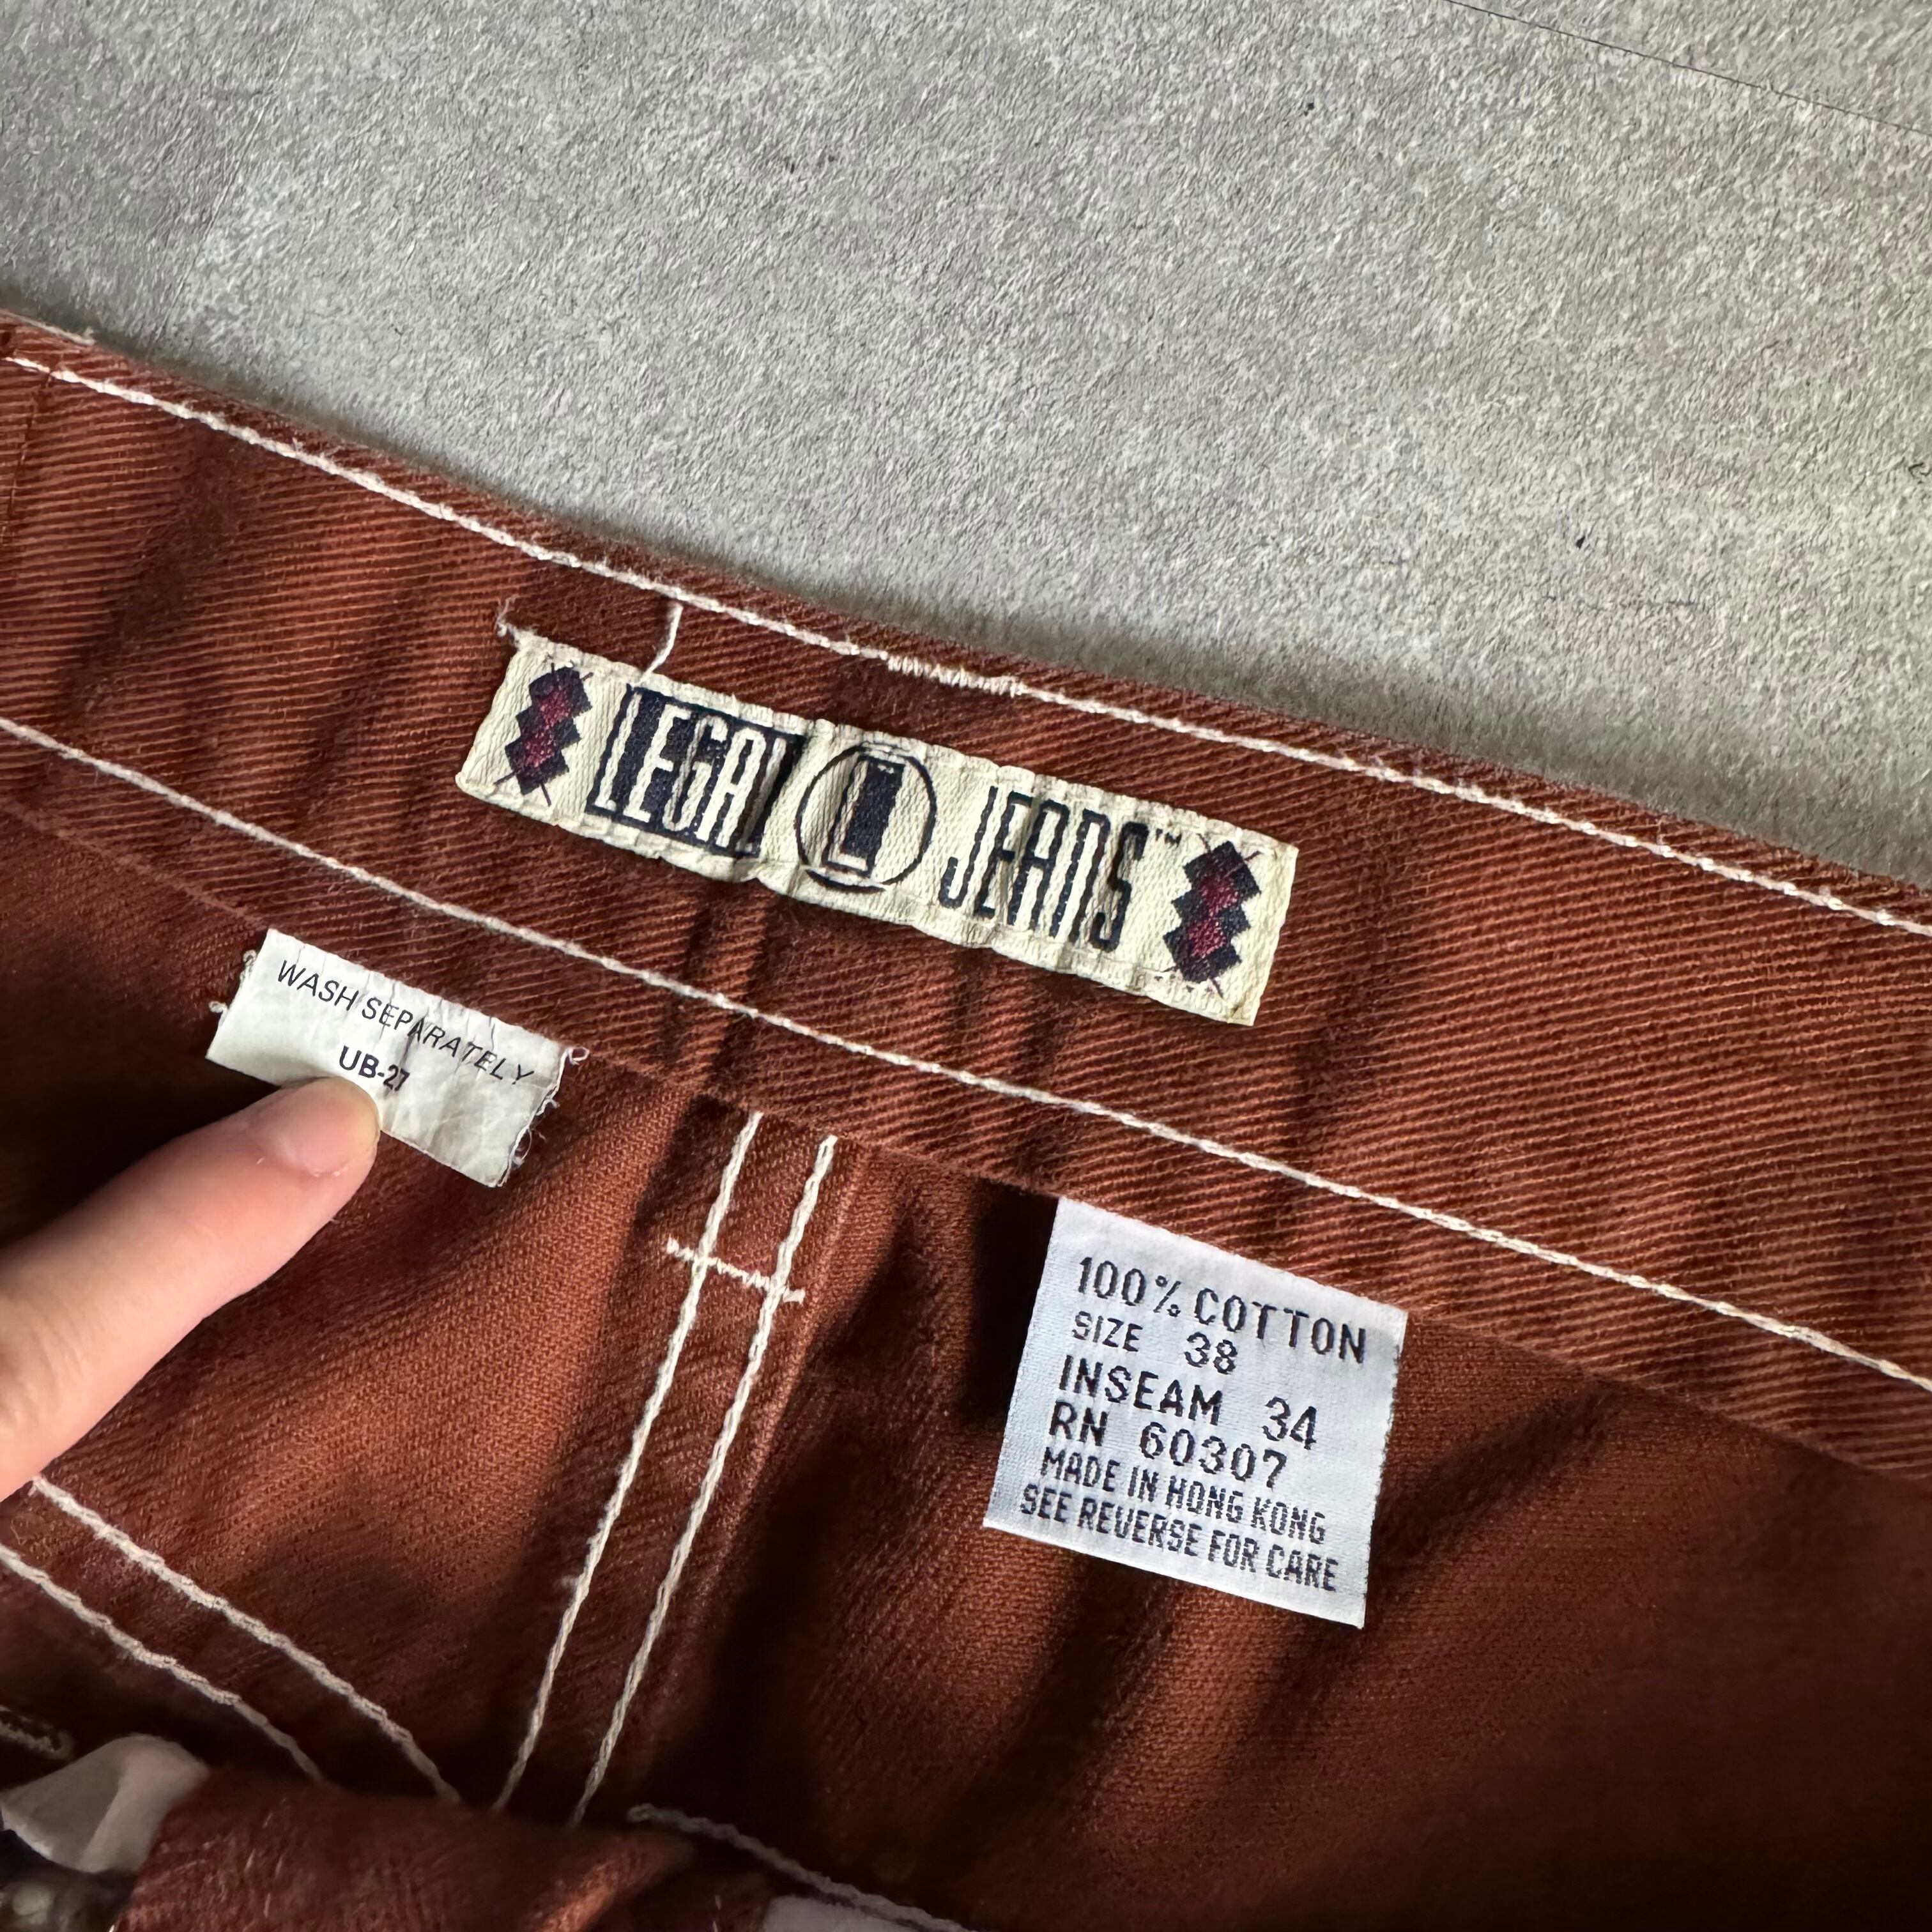 LEGAL L JEANS™
WASH SEPARATELY
UB-27
100% COTTON
SIZE 38
INSEAM 34
RN 60307
MADE IN HONG KONG
SEE REVERSE FOR CARE